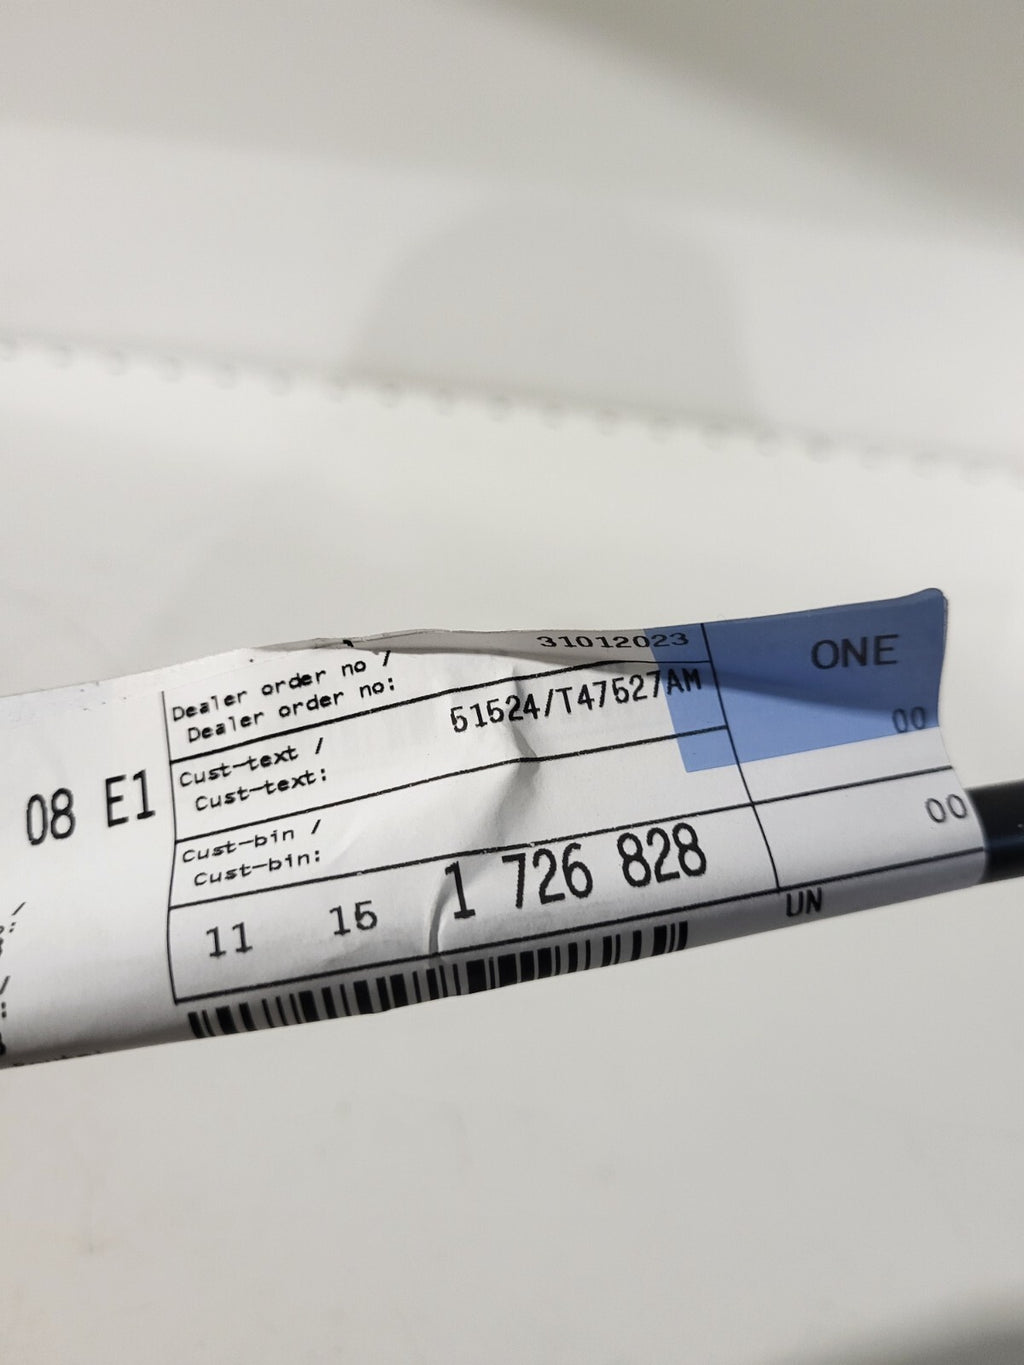 31012023
ONE
Dealer order no /
Dealer order no:
51524/T47527AM
00
Cust-text /
Cust-text:
08 E1
Cust-bin /
Cust-bin:
00
11 15 1 726 828
UN